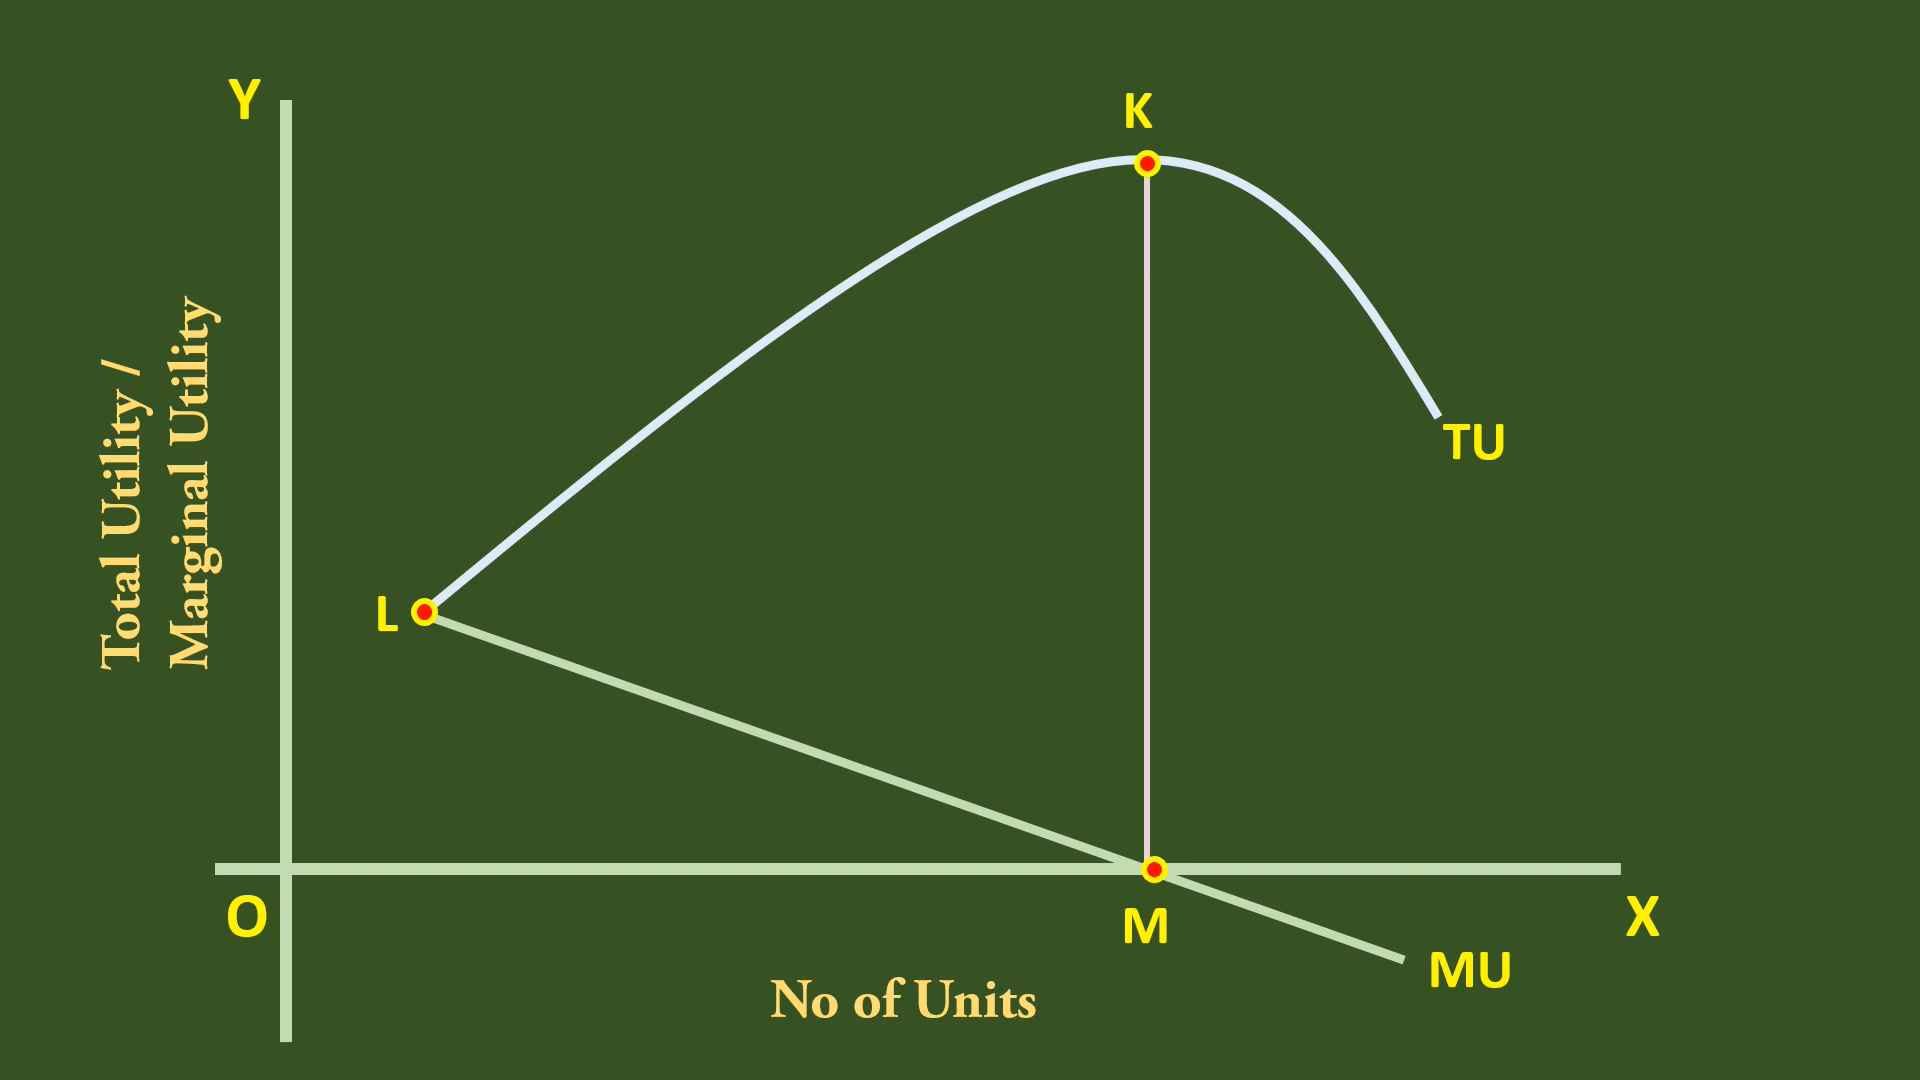 Y
K
Total Utility /
Marginal Utility
TU
L
O
M
X
MU
No of Units